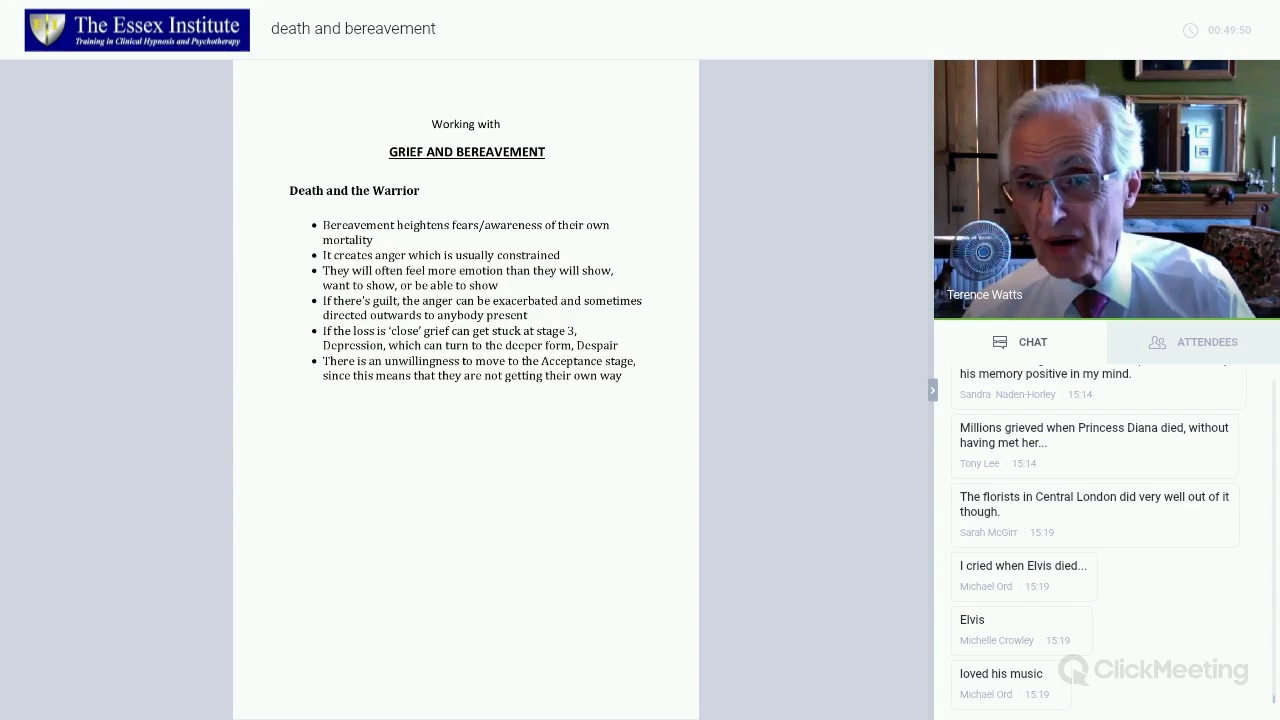 The Essex Institute
Training in Clinical Hypnosis and Psychotherapy
death and bereavement
00:49:50
Working with
GRIEF AND BEREAVEMENT
Death and the Warrior
• Bereavement heightens fears/awareness of their own
mortality
• It creates anger which is usually constrained
• They will often feel more emotion than they will show,
want to show, or be able to show
• If there's guilt, the anger can be exacerbated and sometimes
directed outwards to anybody present
• If the loss is 'close' grief can get stuck at stage 3,
Depression, which can turn to the deeper form, Despair
• There is an unwillingness to move to the Acceptance stage,
since this means that they are not getting their own way
Terence Watts
CHAT
ATTENDEES
his memory positive in my mind.
Sandra Naden-Horley · 15:14
Millions grieved when Princess Diana died, without
having met her...
Tony Lee · 15:14
The florists in Central London did very well out of it
though.
Sarah McGirr · 15:19
I cried when Elvis died...
Michael Ord · 15:19
Elvis
Michelle Crowley · 15:19
loved his music
Michael Ord · 15:19
ClickMeeting